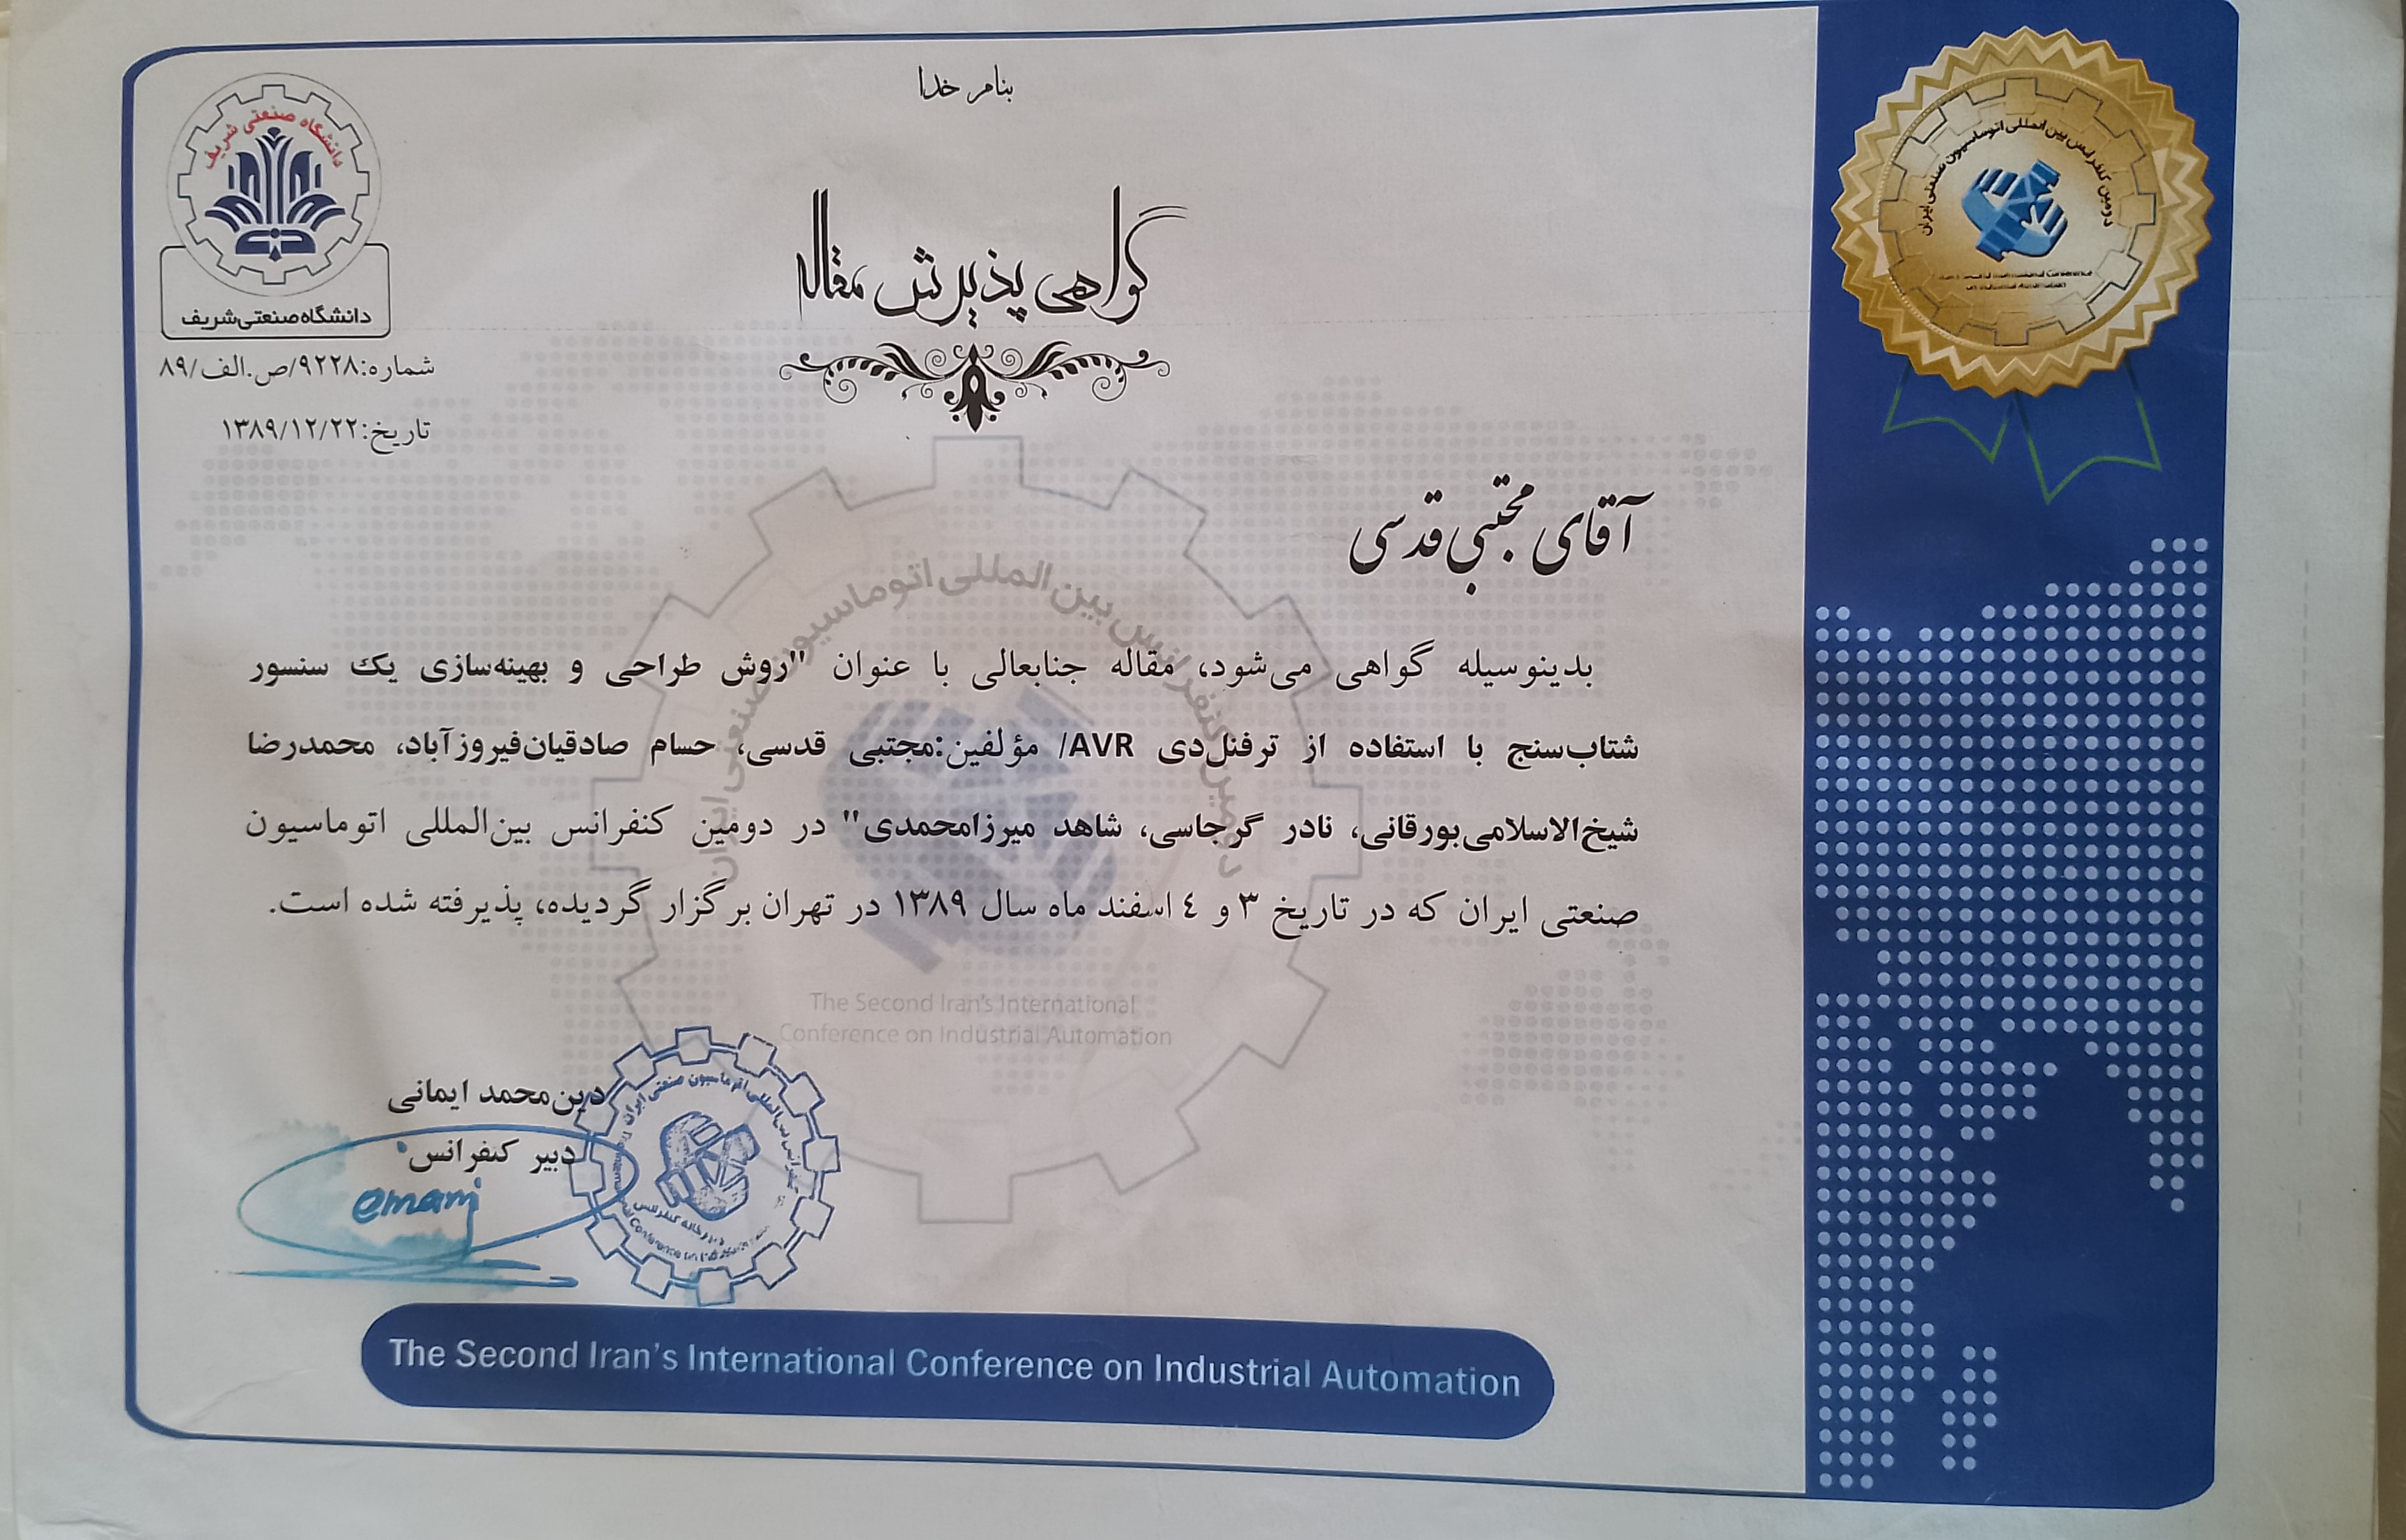 بنام خدا
دانشگاه صنعتی شریف
دانشگاه صنعتی شریف
شماره:۹۲۲۸/ص.الف/۸۹
تاریخ:۱۳۸۹/۱۲/۲۲
گواهی پذیرش مقاله
دومین کنفرانس بین المللی اتوماسیون صنعتی ایران
International Conference
on Industrial Automation
آقای مجتبی قدسی
بدینوسیله گواهی می‌شود، مقاله جنابعالی با عنوان "روش طراحی و بهینه‌سازی یک سنسور
شتاب‌سنج با استفاده از ترفنل‌دی AVR/ مؤلفین:مجتبی قدسی، حسام صادقیان‌فیروزآباد، محمدرضا
شیخ‌الاسلامی‌بورقانی، نادر گرجاسی، شاهد میرزامحمدی" در دومین کنفرانس بین‌المللی اتوماسیون
صنعتی ایران که در تاریخ ۳ و ٤ اسفند ماه سال ۱۳۸۹ در تهران برگزار گردیده، پذیرفته شده است.
دومین کنفرانس بین المللی اتوماسیون صنعتی ایران
The Second Iran's International
Conference on Industrial Automation
دین‌محمد ایمانی
دبیر کنفرانس
emani
بین المللی اتوماسیون صنعتی ایران
دبیرخانه کنفرانس
The Second Iran's International Conference on Industrial Automation